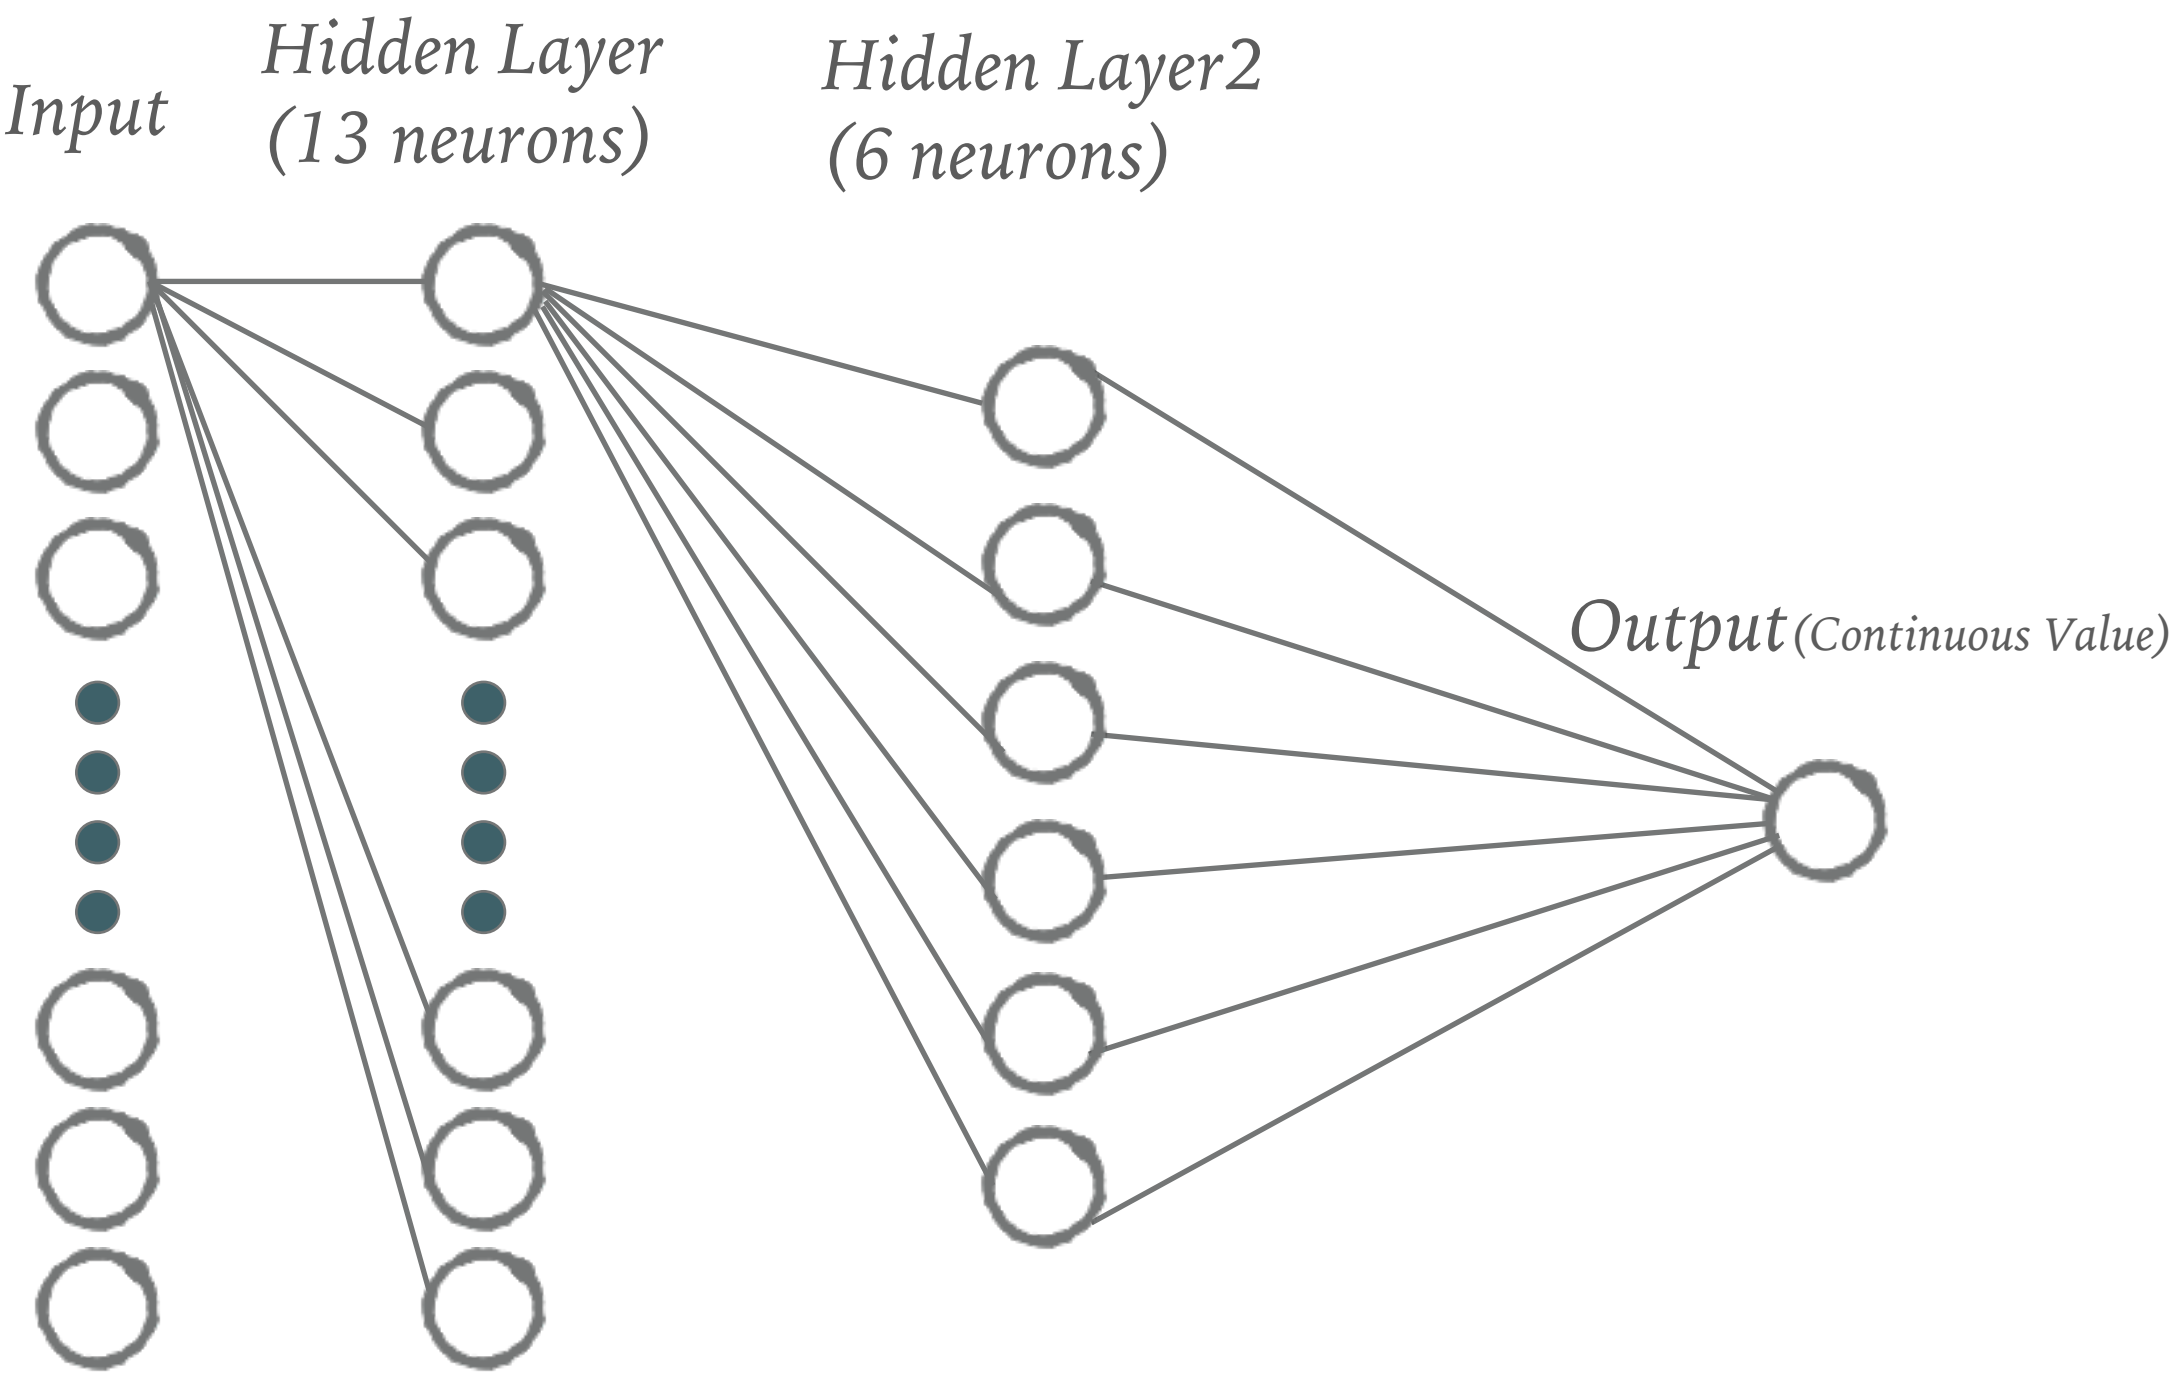 Input
Hidden Layer
(13 neurons)
Hidden Layer2
(6 neurons)
Output (Continuous Value)